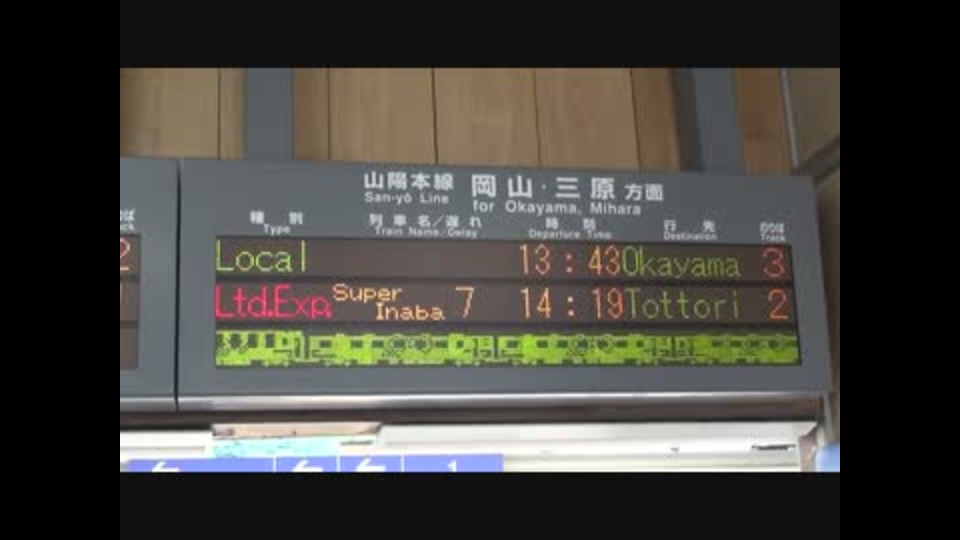 山陽本線 岡山・三原 方面
San-yō Line for Okayama, Mihara
種別 列車名/遅れ 時刻 行先 のりば
Type Train Name/Delay Departure Time Destination Track
Local 13:43 Okayama 3
Ltd.Exp. Super Inaba 7 14:19 Tottori 2
2
1